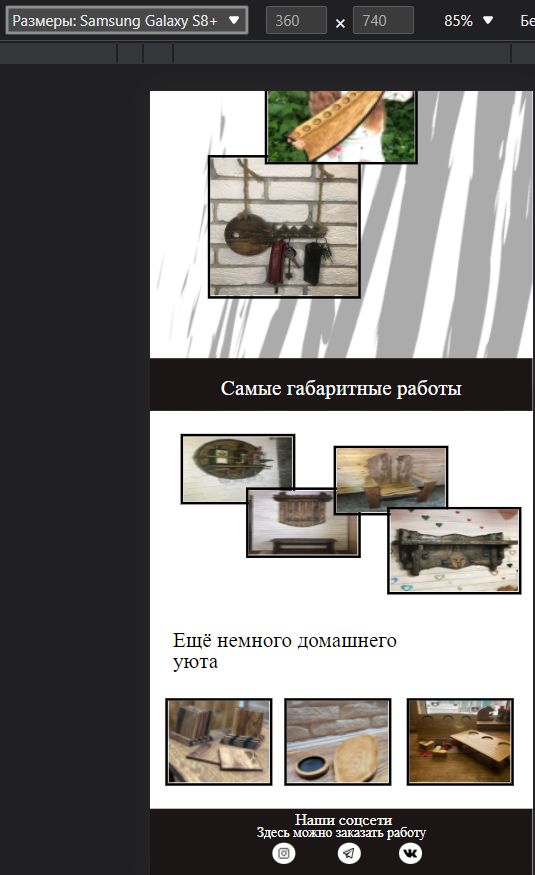 Размеры: Samsung Galaxy S8+ ▼ 360 × 740 85% ▼ Бе
Самые габаритные работы
Ещё немного домашнего
уюта
Наши соцсети
Здесь можно заказать работу